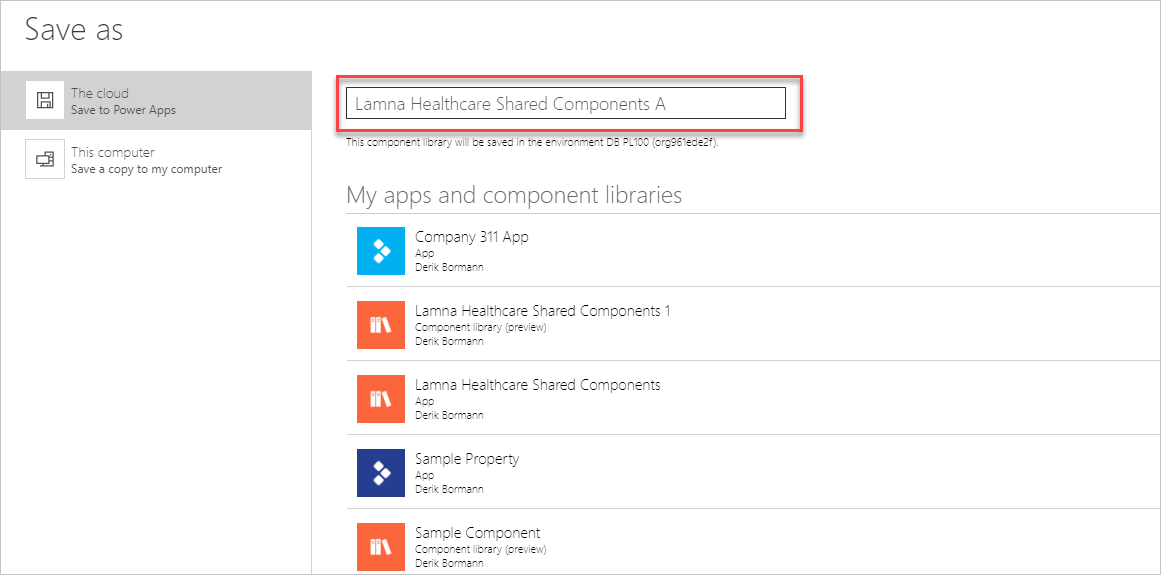 Save as
The cloud
Save to Power Apps
This computer
Save a copy to my computer
Lamna Healthcare Shared Components A
This component library will be saved in the environment DB PL100 (org961ede2f).
My apps and component libraries
Company 311 App
App
Derik Bormann
Lamna Healthcare Shared Components 1
Component library (preview)
Derik Bormann
Lamna Healthcare Shared Components
App
Derik Bormann
Sample Property
App
Derik Bormann
Sample Component
Component library (preview)
Derik Bormann